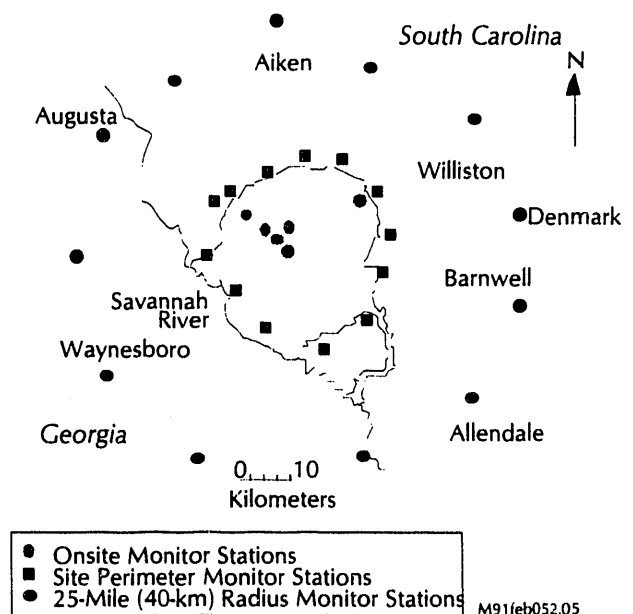 South Carolina
Aiken
N
Augusta
Williston
Denmark
Barnwell
Savannah
River
Waynesboro
Georgia
Allendale
0 10
Kilometers
Onsite Monitor Stations
Site Perimeter Monitor Stations
25-Mile (40-km) Radius Monitor Stations
M91feb052.05